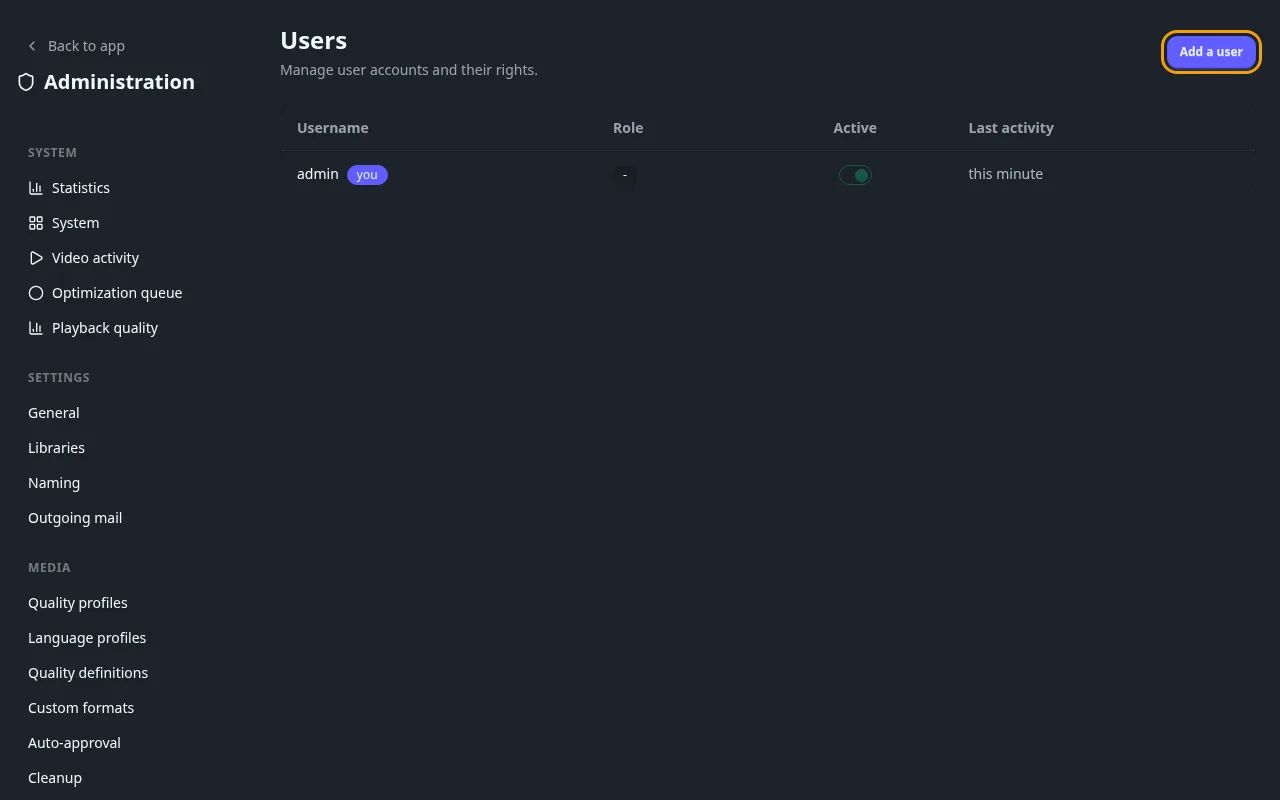 Back to app
Administration
SYSTEM
Statistics
System
Video activity
Optimization queue
Playback quality
SETTINGS
General
Libraries
Naming
Outgoing mail
MEDIA
Quality profiles
Language profiles
Quality definitions
Custom formats
Auto-approval
Cleanup
Users
Manage user accounts and their rights.
Add a user
Username Role Active Last activity
admin you - this minute